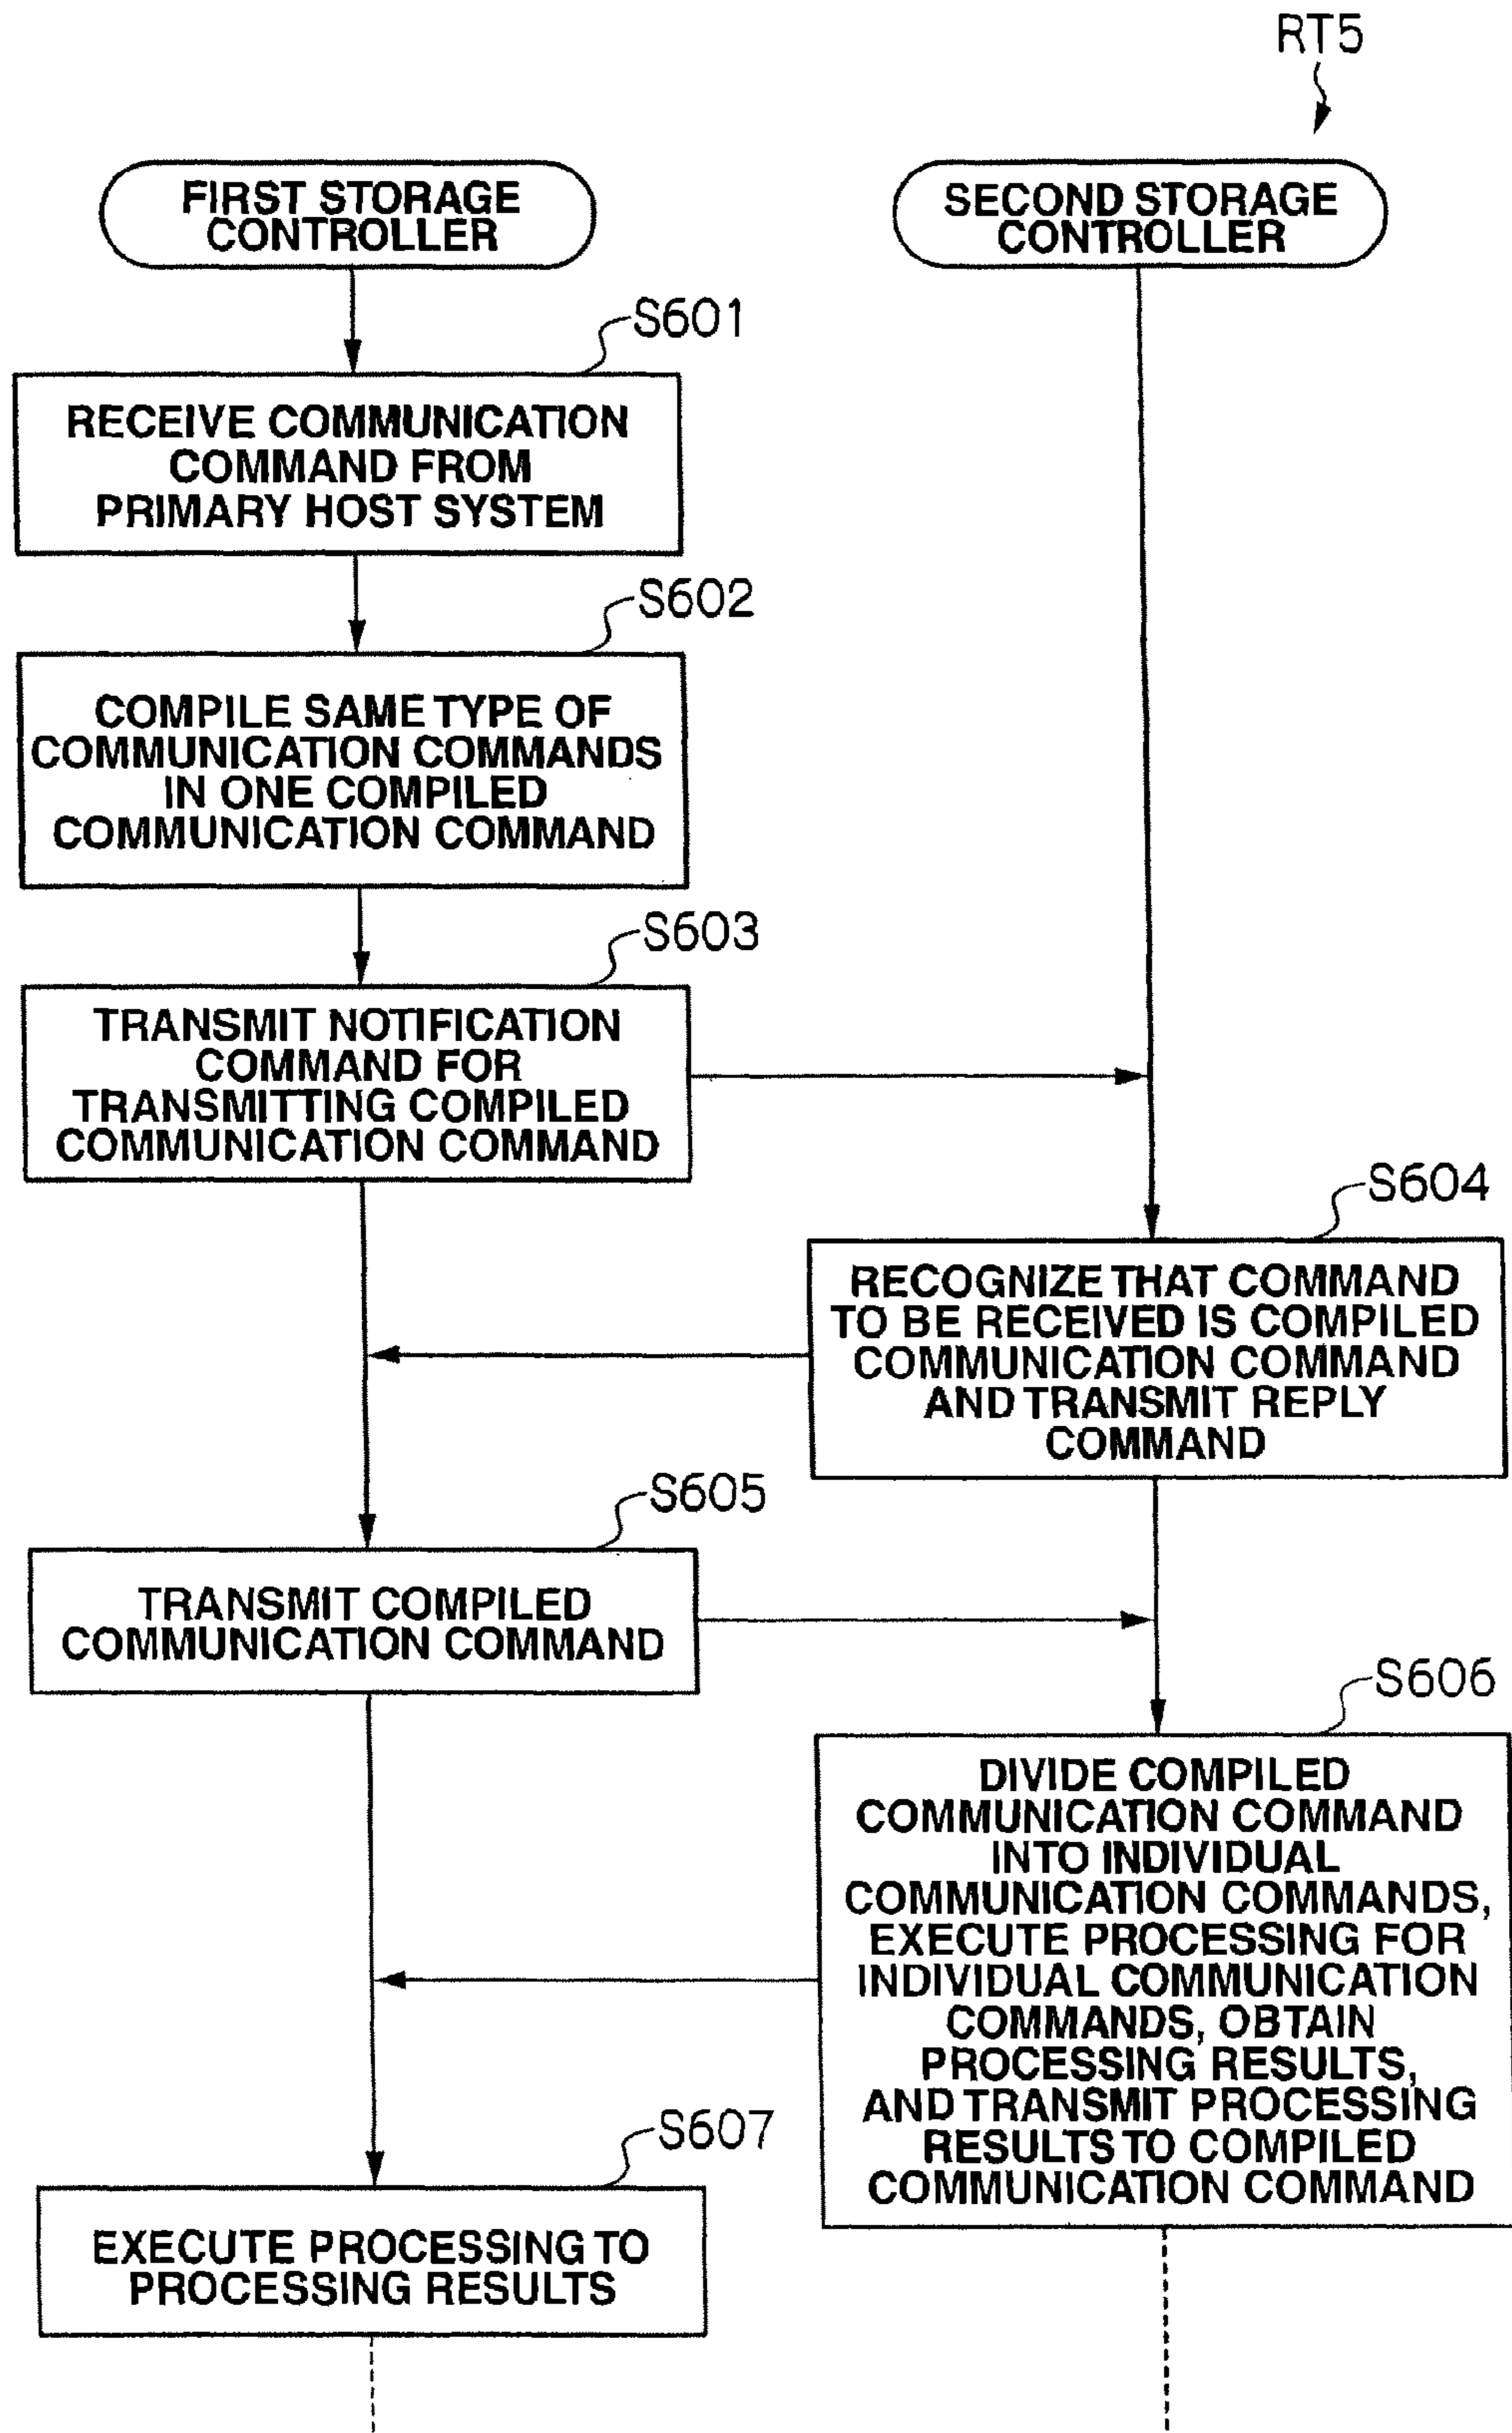 RT5
FIRST STORAGE
CONTROLLER
SECOND STORAGE
CONTROLLER
S601
RECEIVE COMMUNICATION
COMMAND FROM
PRIMARY HOST SYSTEM
S602
COMPILE SAME TYPE OF
COMMUNICATION COMMANDS
IN ONE COMPILED
COMMUNICATION COMMAND
S603
TRANSMIT NOTIFICATION
COMMAND FOR
TRANSMITTING COMPILED
COMMUNICATION COMMAND
S604
RECOGNIZE THAT COMMAND
TO BE RECEIVED IS COMPILED
COMMUNICATION COMMAND
AND TRANSMIT REPLY
COMMAND
S605
TRANSMIT COMPILED
COMMUNICATION COMMAND
S606
DIVIDE COMPILED
COMMUNICATION COMMAND
INTO INDIVIDUAL
COMMUNICATION COMMANDS,
EXECUTE PROCESSING FOR
INDIVIDUAL COMMUNICATION
COMMANDS, OBTAIN
PROCESSING RESULTS,
AND TRANSMIT PROCESSING
RESULTS TO COMPILED
COMMUNICATION COMMAND
S607
EXECUTE PROCESSING TO
PROCESSING RESULTS